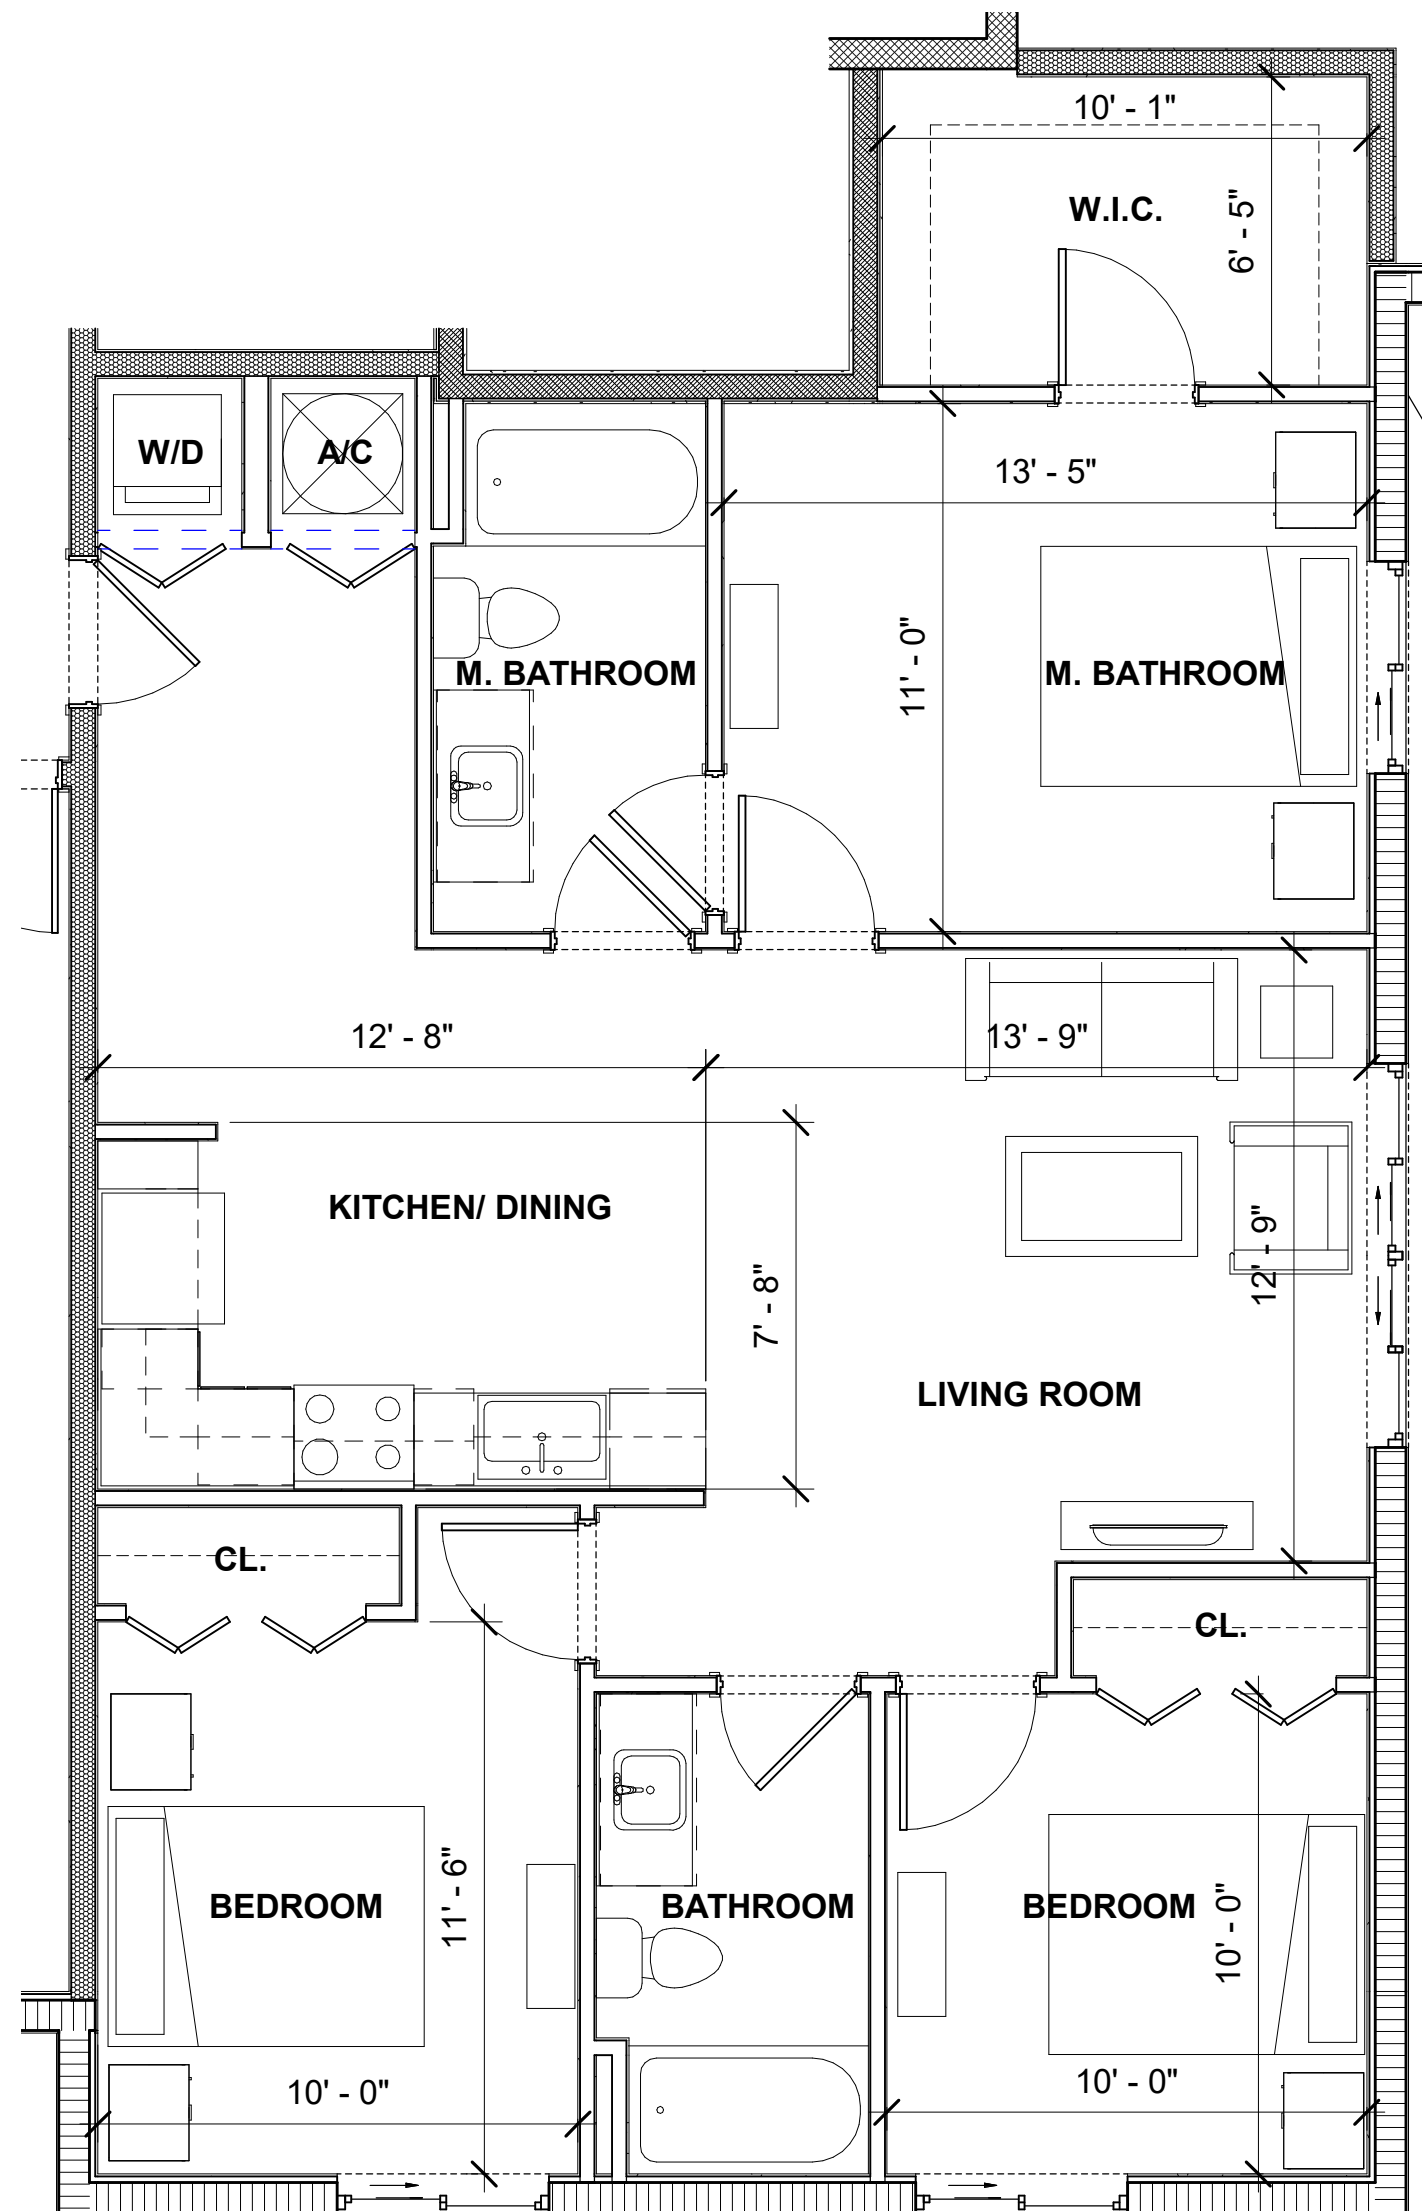 10' - 1"
W.I.C.
6' - 5"
W/D
A/C
13' - 5"
M. BATHROOM
11' - 0"
M. BATHROOM
12' - 8"
13' - 9"
KITCHEN/ DINING
7' - 8"
12' - 9"
LIVING ROOM
CL.
CL.
BEDROOM
11' - 6"
BATHROOM
BEDROOM
10' - 0"
10' - 0"
10' - 0"